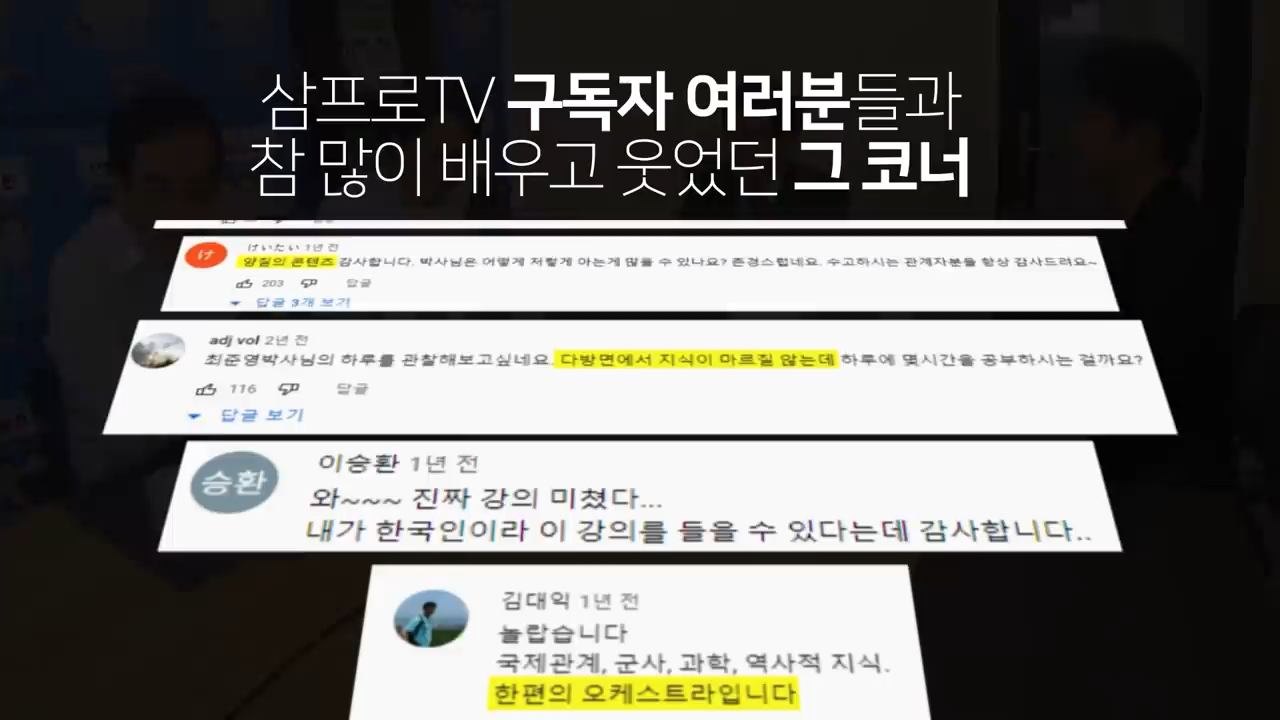 삼프로TV 구독자 여러분들과
참 많이 배우고 웃었던 그 코너
け
けいたい 1년 전
양질의 콘텐츠 감사합니다. 박사님은 어떻게 저렇게 아는게 많을 수 있나요? 존경스럽네요. 수고하시는 관계자분들 항상 감사드려요~
203 답글
답글 3개 보기
adj vol 2년 전
최준영박사님의 하루를 관찰해보고싶네요. 다방면에서 지식이 마르질 않는데 하루에 몇시간을 공부하시는 걸까요?
116 답글
답글 보기
승환
이승환 1년 전
와~~~ 진짜 강의 미쳤다...
내가 한국인이라 이 강의를 들을 수 있다는데 감사합니다..
김대익 1년 전
놀랍습니다
국제관계, 군사, 과학, 역사적 지식.
한편의 오케스트라입니다